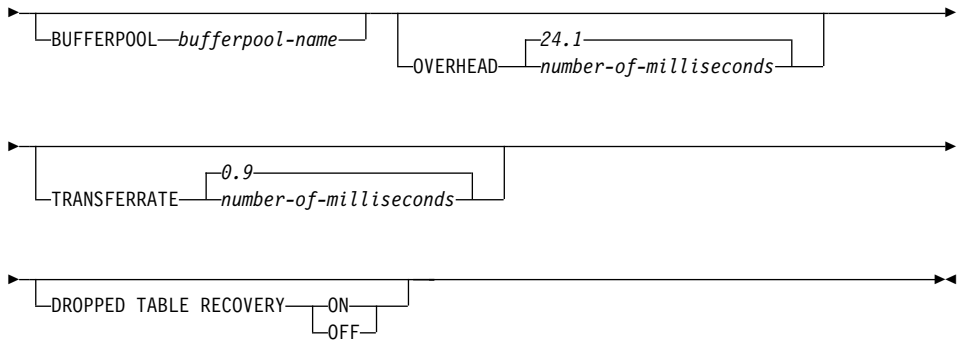 BUFFERPOOL bufferpool-name
24.1
OVERHEAD number-of-milliseconds
0.9
TRANSFERRATE number-of-milliseconds
DROPPED TABLE RECOVERY ON
OFF